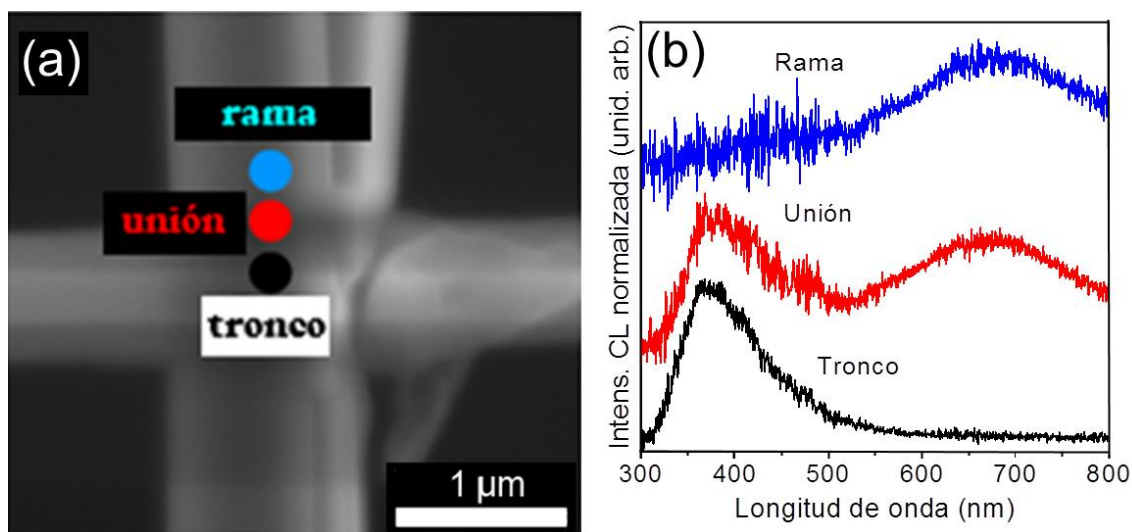 (a)
rama
unión
tronco
1 µm
(b)
Intens. CL normalizada (unid. arb.)
Rama
Unión
Tronco
300 400 500 600 700 800
Longitud de onda (nm)